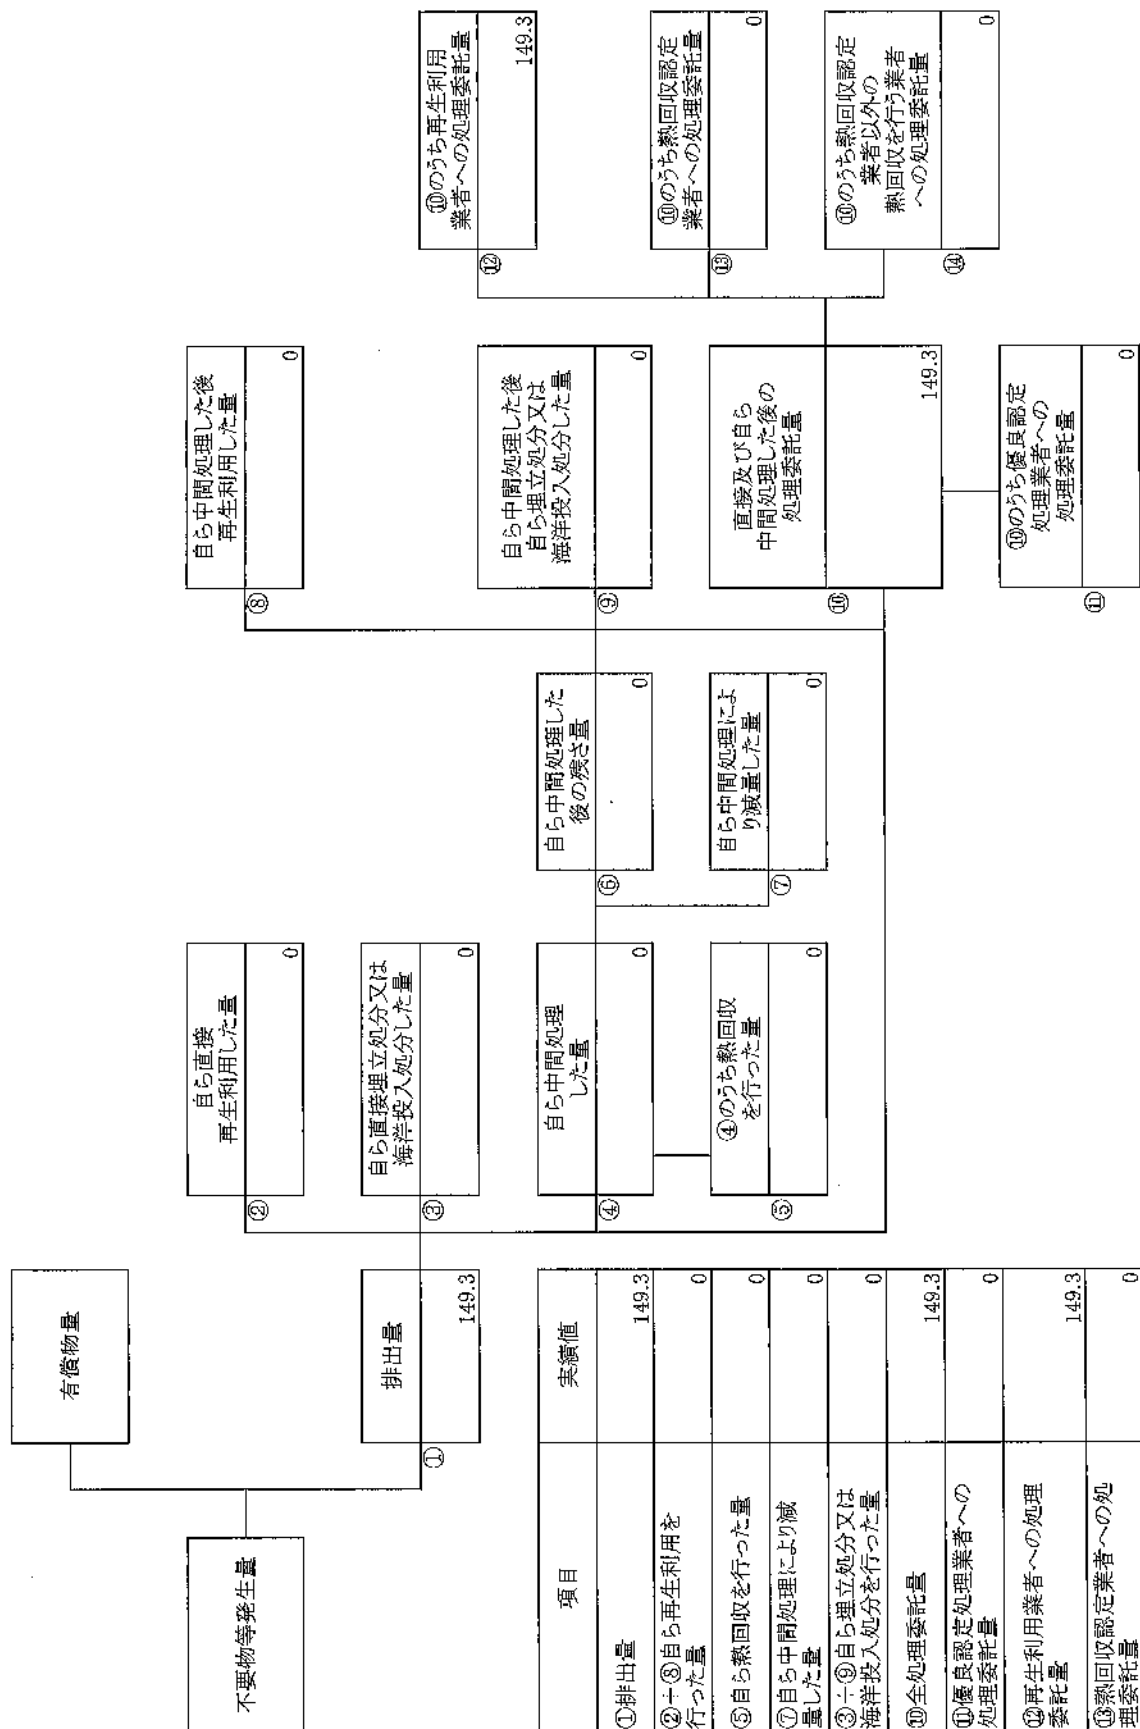 不要物等発生量
有償物量
排出量
①
149.3
自ら直接
再生利用した量
②
0
自ら直接埋立処分又は
海洋投入処分した量
③
0
自ら中間処理
した量
④
0
④のうち熱回収
を行った量
⑤
0
自ら中間処理した
後の残さ量
⑥
0
自ら中間処理によ
り減量した量
⑦
0
自ら中間処理した後
再生利用した量
⑧
0
自ら中間処理した後
自ら埋立処分又は
海洋投入処分した量
⑨
0
直接及び自ら
中間処理した後の
処理委託量
⑩
149.3
⑩のうち優良認定
処理業者への
処理委託量
⑪
0
⑩のうち再生利用
業者への処理委託量
⑫
149.3
⑩のうち熱回収認定
業者への処理委託量
⑬
0
⑩のうち熱回収認定
業者以外の
熱回収を行う業者
への処理委託量
⑭
0
項目 実績値
①排出量 149.3
②+⑧自ら再生利用を
行った量 0
⑤自ら熱回収を行った量 0
⑦自ら中間処理により減
量した量 0
③+⑨自ら埋立処分又は
海洋投入処分を行った量 0
⑩全処理委託量 149.3
⑪優良認定処理業者への
処理委託量 0
⑫再生利用業者への処理
委託量 149.3
⑬熱回収認定業者への処
理委託量 0